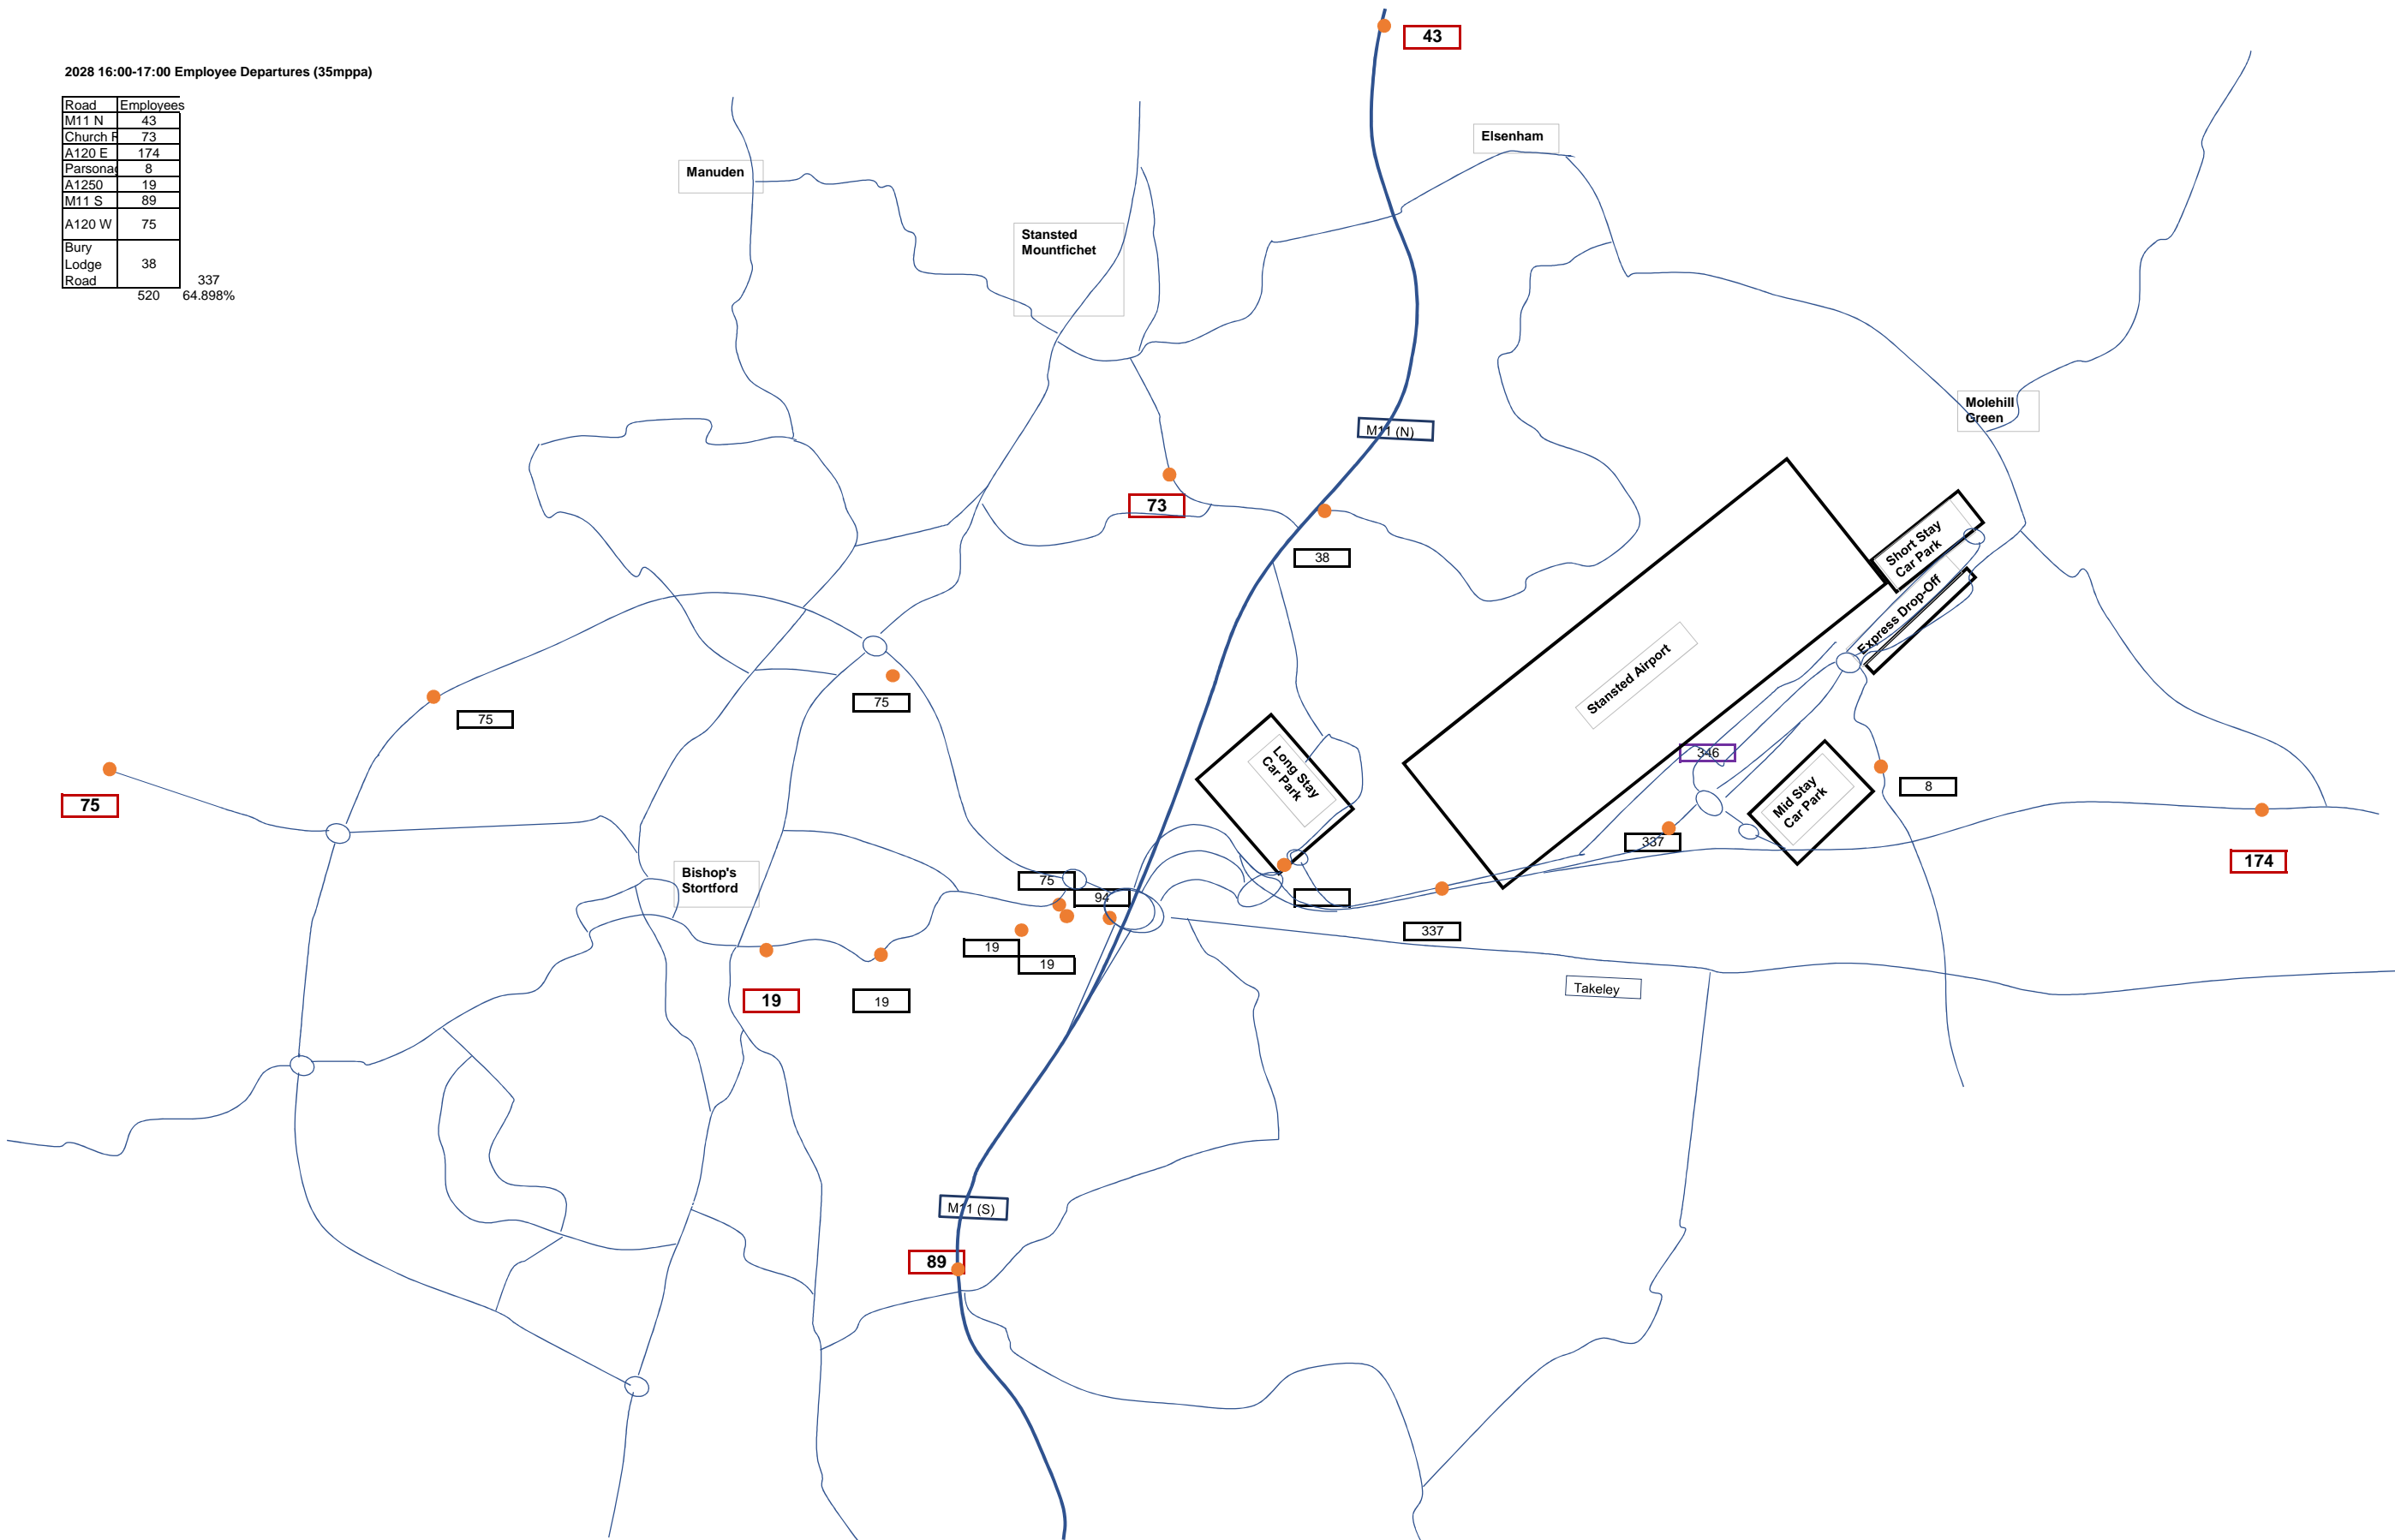 43
2028 16:00-17:00 Employee Departures (35mppa)
Road Employees
M11 N 43
Church 73
A120 E 174
Parsona 8
A1250 19
M11 S 89
A120 W 75
Bury
Lodge 38
Road 337
520 64.898%
Elsenham
Manuden
Stansted
Mountfichet
Molehill
Green
M11 (N)
73
38
Short Stay
Car Park
Express Drop-Off
Stansted Airport
75
75
75
Long Stay
Car Park
346
Mid Stay
Car Park
8
337
174
Bishop's
Stortford
75
94
337
19
19
19
19
Takeley
M11 (S)
89